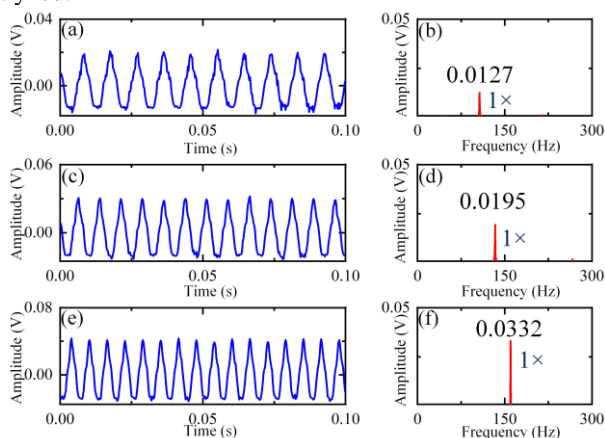 (a)
Amplitude (V)
0.04
0.00
0.00 0.05 0.10
Time (s)
(b)
Amplitude (V)
0.05
0.0127
1×
0 150 300
Frequency (Hz)
(c)
Amplitude (V)
0.06
0.00
0.00 0.05 0.10
Time (s)
(d)
Amplitude (V)
0.05
0.0195
1×
0 150 300
Frequency (Hz)
(e)
Amplitude (V)
0.08
0.00
0.00 0.05 0.10
Time (s)
(f)
Amplitude (V)
0.05
0.0332
1×
0 150 300
Frequency (Hz)